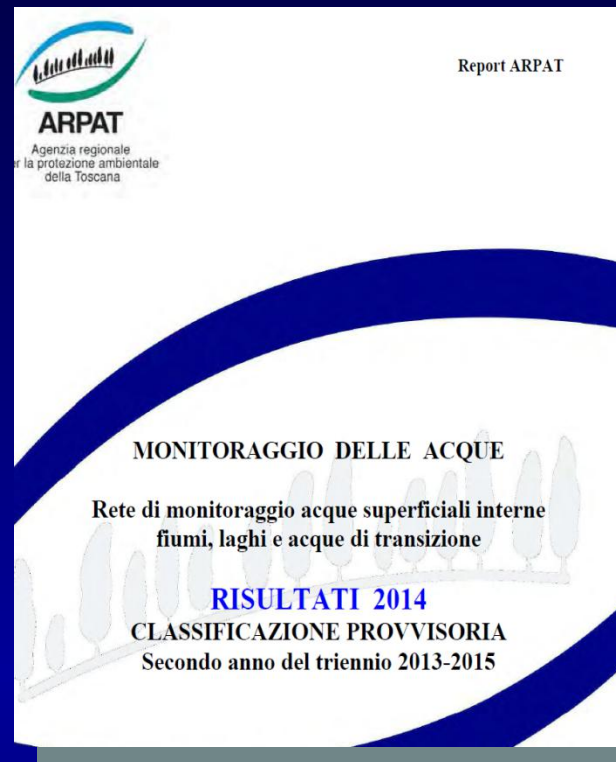 Report ARPAT
ARPAT
Agenzia regionale
r la protezione ambientale
della Toscana
MONITORAGGIO DELLE ACQUE
Rete di monitoraggio acque superficiali interne
fiumi, laghi e acque di transizione
RISULTATI 2014
CLASSIFICAZIONE PROVVISORIA
Secondo anno del triennio 2013-2015